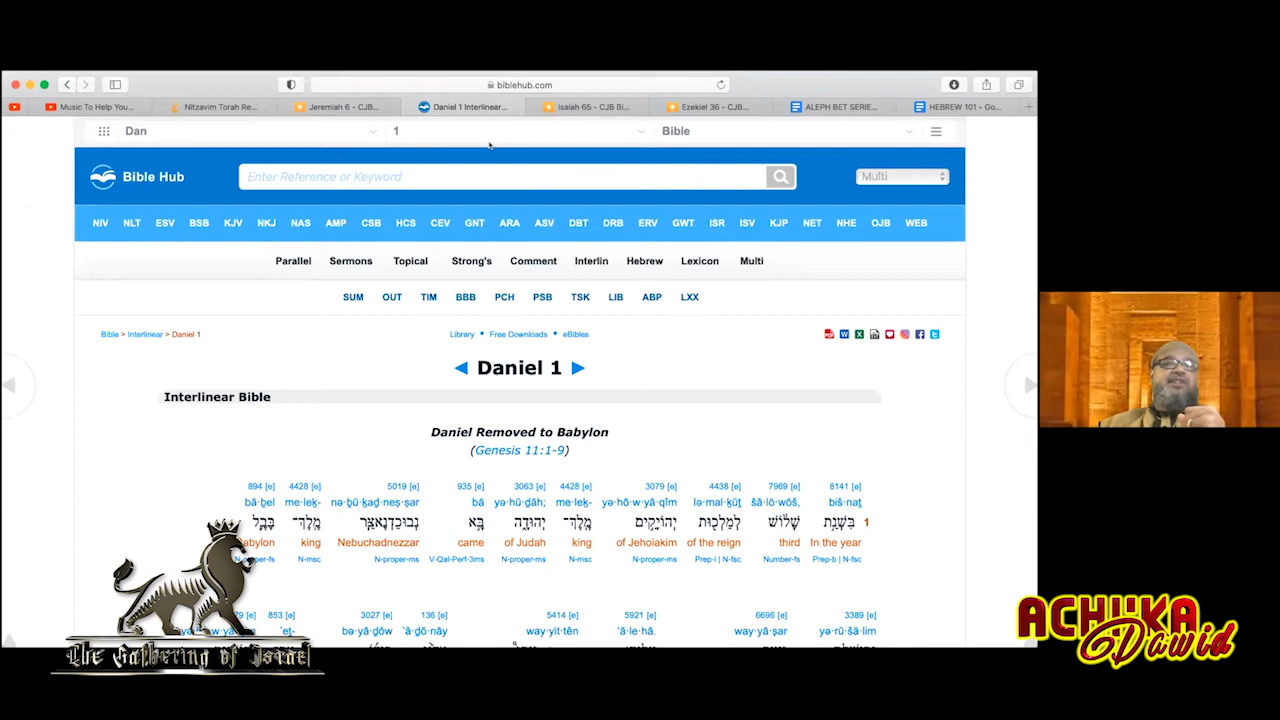 biblehub.com
Music To Help You... Nitzavim Torah Re... Jeremiah 6 - CJB... Daniel 1 Interlinear... Isaiah 65 - CJB Bi... Ezekiel 36 - CJB... ALEPH BET SERIE... HEBREW 101 - Go...
Dan 1 Bible
Bible Hub Enter Reference or Keyword Multi
NIV NLT ESV BSB KJV NKJ NAS AMP CSB HCS CEV GNT ARA ASV DBT DRB ERV GWT ISR ISV KJP NET NHE OJB WEB
Parallel Sermons Topical Strong's Comment Interlin Hebrew Lexicon Multi
SUM OUT TIM BBB PCH PSB TSK LIB ABP LXX
Bible > Interlinear > Daniel 1 Library • Free Downloads • eBibles
◄ Daniel 1 ►
Interlinear Bible
Daniel Removed to Babylon
(Genesis 11:1-9)
894 [e] 4428 [e] 5019 [e] 935 [e] 3063 [e] 4428 [e] 3079 [e] 4438 [e] 7969 [e] 8141 [e]
bā·ḇel me·leḵ- nə·ḇū·ḵaḏ·neṣ·ṣar bā yə·hū·ḏāh; me·leḵ- yə·hō·w·yā·qîm lə·mal·ḵūṯ šā·lō·wōš, biš·naṯ
1 בִּשְׁנַ֣ת שָׁל֔וֹשׁ לְמַלְכ֖וּת יְהוֹיָקִ֣ים מֶֽלֶךְ־ יְהוּדָ֑ה בָּ֣א נְבוּכַדְנֶאצַּ֧ר מֶֽלֶךְ־ בָּבֶ֛ל
abylon king Nebuchadnezzar came of Judah king of Jehoiakim of the reign third In the year
N-proper-fs N-msc N-proper-ms V-Qal-Perf-3ms N-proper-ms N-msc N-proper-ms Prep-l | N-fsc Number-fs Prep-b | N-fsc
79 [e] 853 [e] 3027 [e] 136 [e] 5414 [e] 5921 [e] 6696 [e] 3389 [e]
’eṯ- bə·yā·ḏōw ’ă·ḏō·nāy way·yit·tên ‘ā·le·hā. way·yā·ṣar yə·rū·šā·lim
The Gathering of Israel
ACHIYKA
Dawid